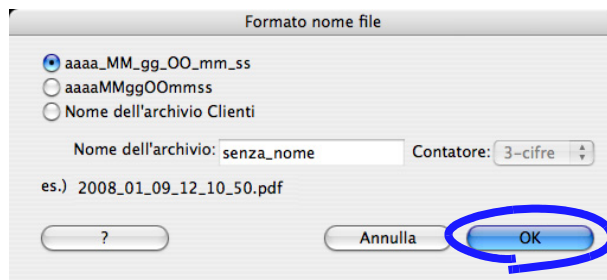 Formato nome file
aaaa_MM_gg_OO_mm_ss
aaaaMMggOOmmss
Nome dell'archivio Clienti
Nome dell'archivio: senza_nome Contatore: 3-cifre
es.) 2008_01_09_12_10_50.pdf
? Annulla OK